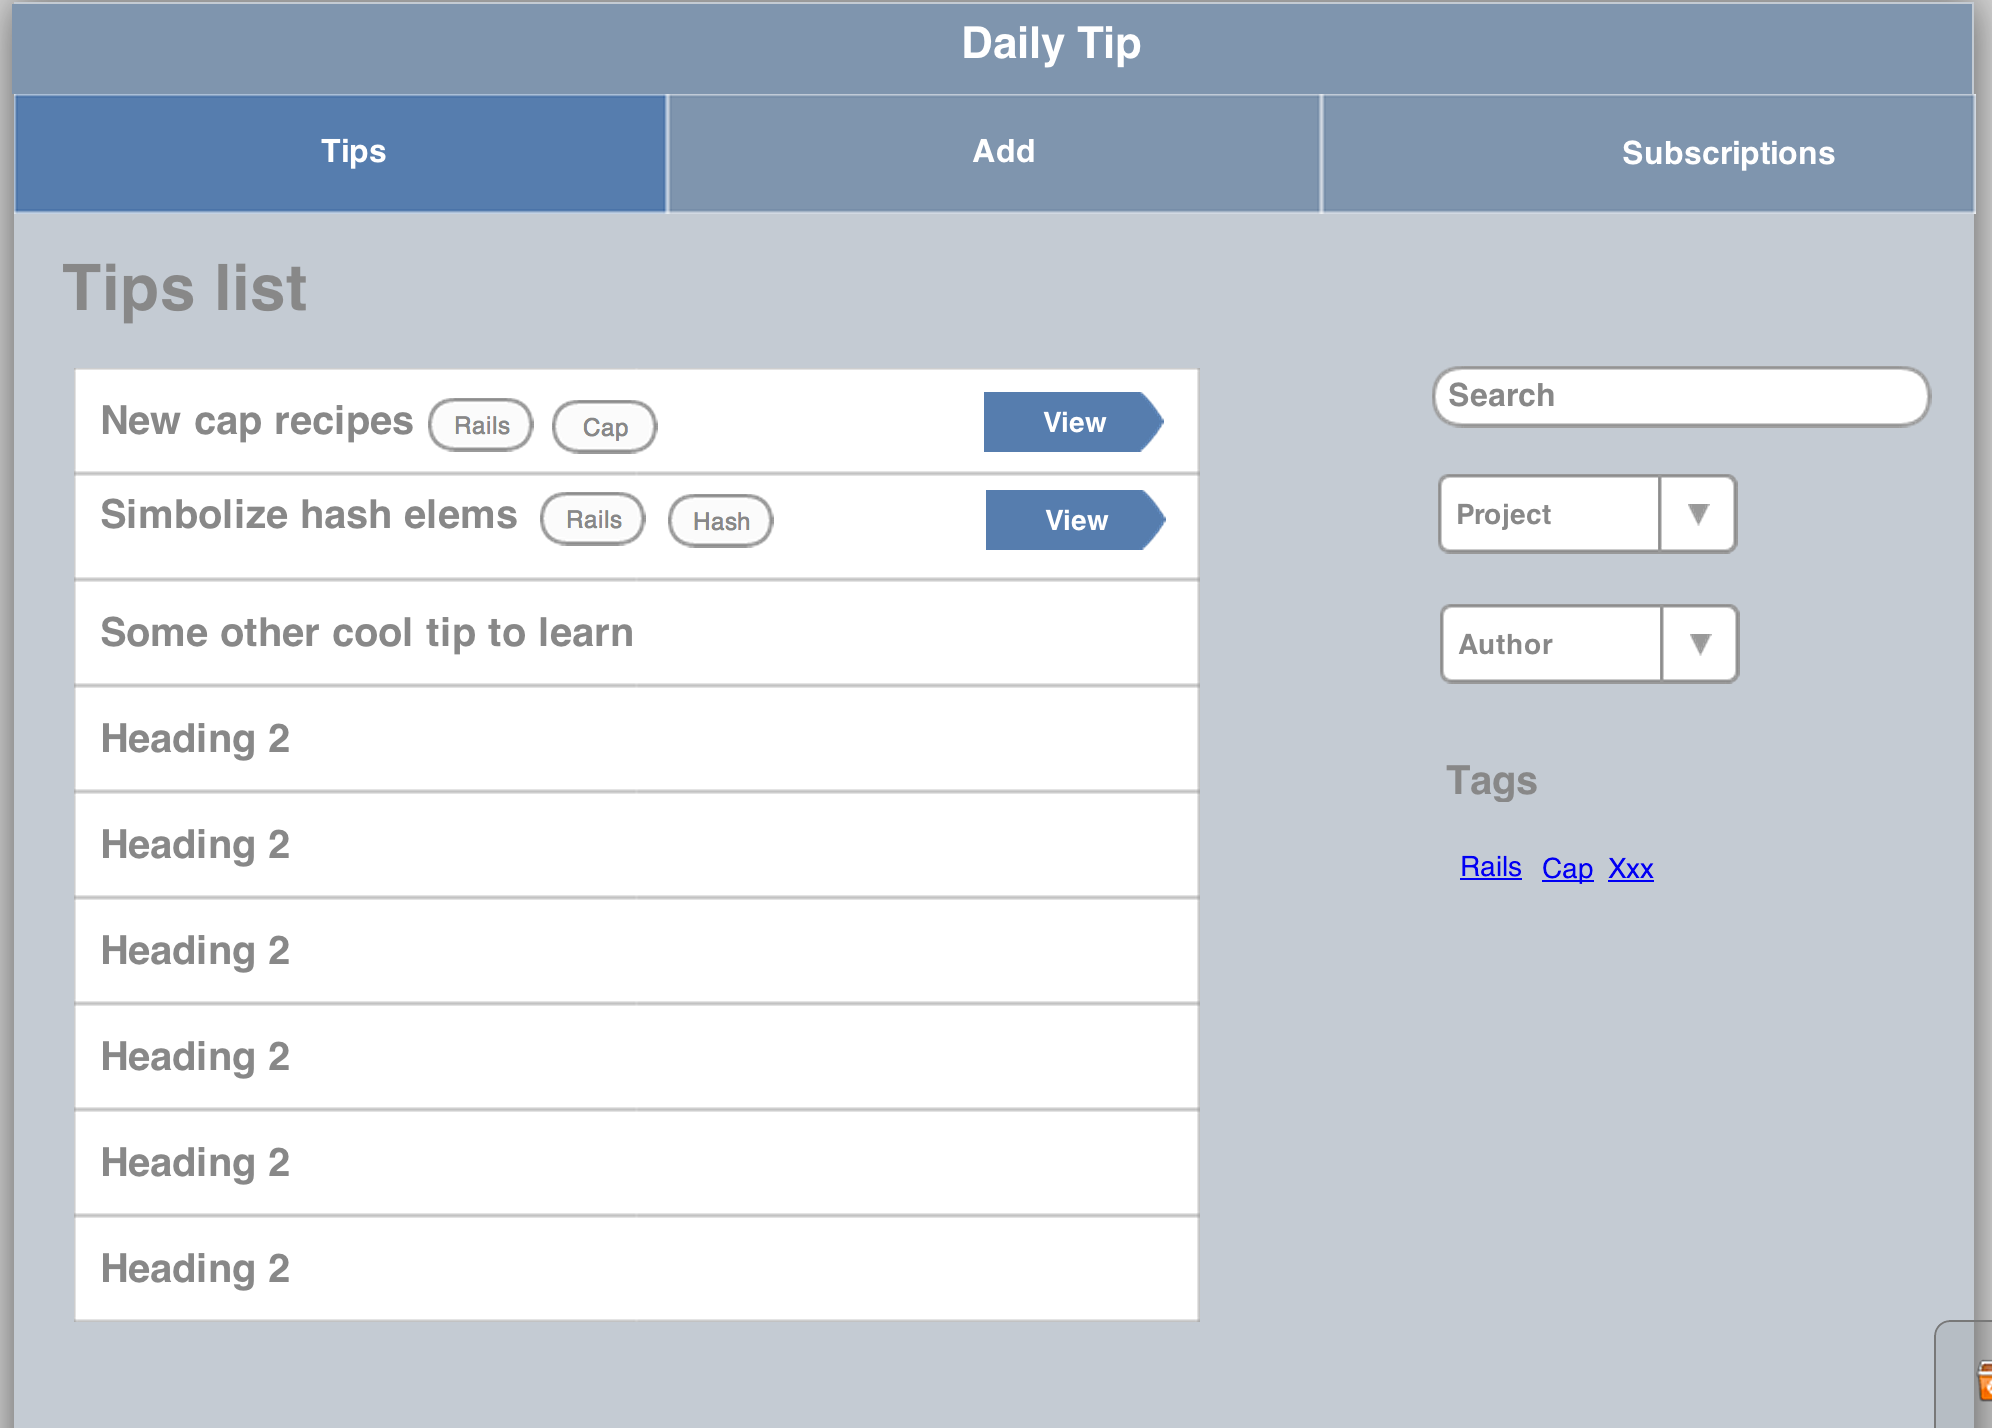 Daily Tip
Tips Add Subscriptions
Tips list
New cap recipes Rails Cap View
Simbolize hash elems Rails Hash View
Some other cool tip to learn
Heading 2
Heading 2
Heading 2
Heading 2
Heading 2
Heading 2
Search
Project
Author
Tags
Rails Cap Xxx